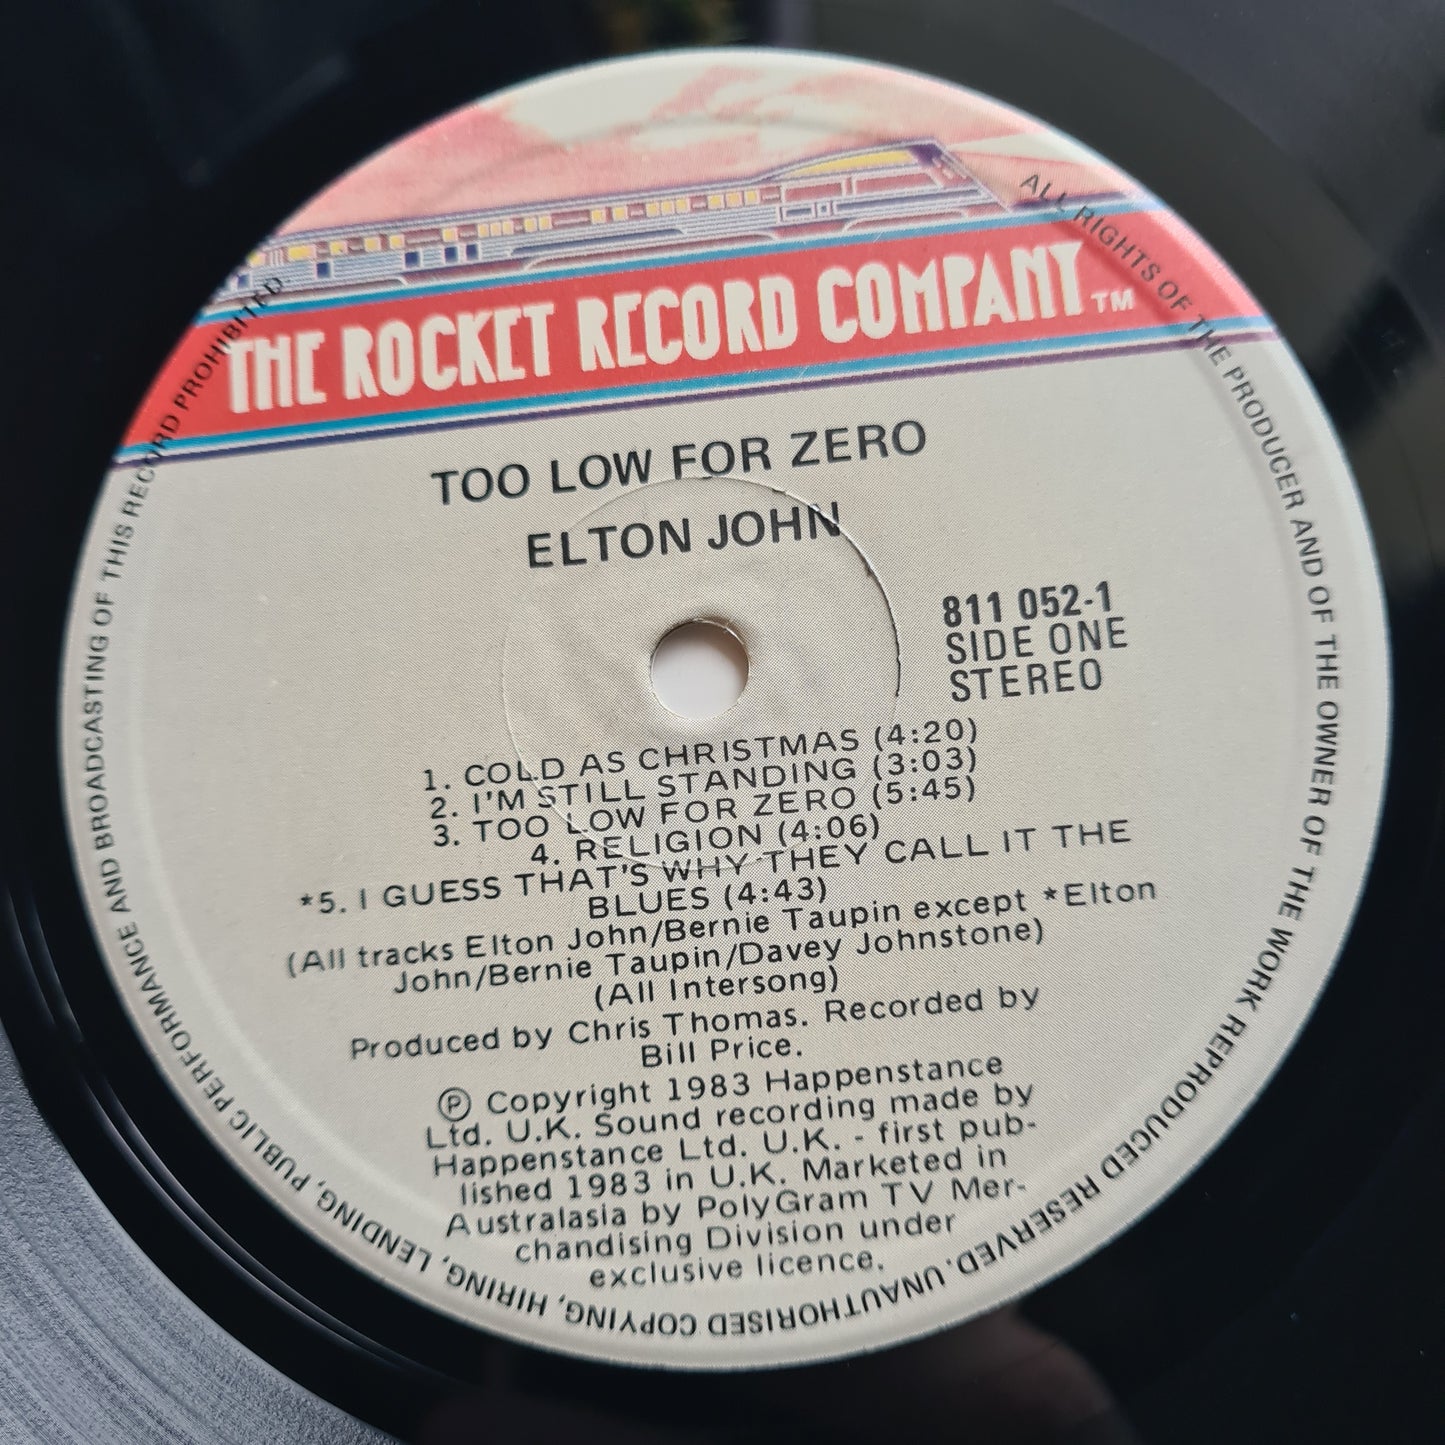 THE ROCKET RECORD COMPANY TM
TOO LOW FOR ZERO
ELTON JOHN
811 052-1
SIDE ONE
STEREO
1. COLD AS CHRISTMAS (4:20)
2. I'M STILL STANDING (3:03)
3. TOO LOW FOR ZERO (5:45)
4. RELIGION (4:06)
*5. I GUESS THAT'S WHY THEY CALL IT THE
BLUES (4:43)
(All tracks Elton John/Bernie Taupin except *Elton
John/Bernie Taupin/Davey Johnstone)
(All Intersong)
Produced by Chris Thomas. Recorded by
Bill Price.
Ⓟ Copyright 1983 Happenstance
Ltd. U.K. Sound recording made by
Happenstance Ltd. U.K. - first pub-
lished 1983 in U.K. Marketed in
Australasia by PolyGram TV Mer-
chandising Division under
exclusive licence.
ALL RIGHTS OF THE PRODUCER AND OF THE OWNER OF THE WORK REPRODUCED RESERVED. UNAUTHORISED COPYING, HIRING, LENDING, PUBLIC PERFORMANCE AND BROADCASTING OF THIS RECORD PROHIBITED.